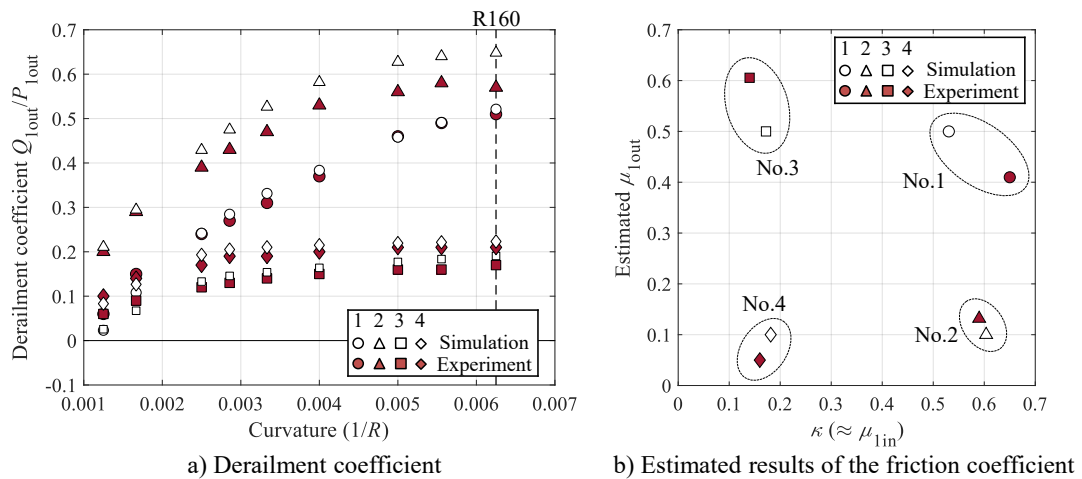 0.7
0.6
0.5
0.4
0.3
0.2
0.1
0
-0.1
Derailment coefficient Q1out/P1out
R160
1 2 3 4
Simulation
Experiment
0.001 0.002 0.003 0.004 0.005 0.006 0.007
Curvature (1/R)
a) Derailment coefficient
0.7
0.6
0.5
0.4
0.3
0.2
0.1
0
Estimated μ1out
1 2 3 4
Simulation
Experiment
No.3
No.1
No.4
No.2
0 0.1 0.2 0.3 0.4 0.5 0.6 0.7
κ (≈ μ1in)
b) Estimated results of the friction coefficient